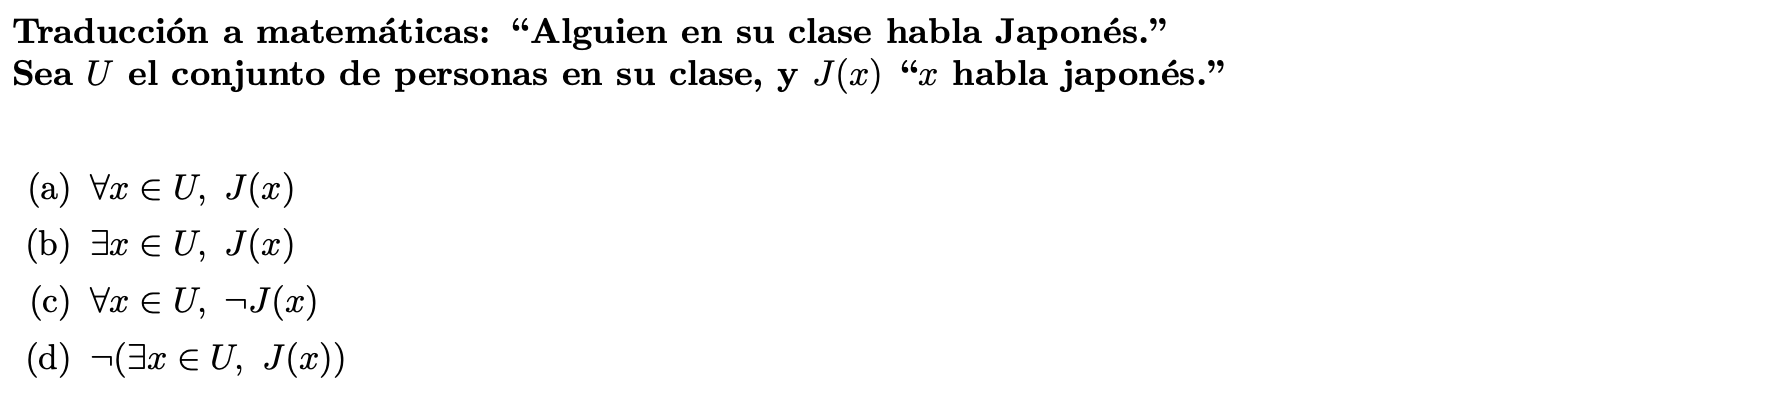 Traducción a matemáticas: “Alguien en su clase habla Japonés.”
Sea U el conjunto de personas en su clase, y J(x) “x habla japonés.”
(a) ∀x ∈ U, J(x)
(b) ∃x ∈ U, J(x)
(c) ∀x ∈ U, ¬J(x)
(d) ¬(∃x ∈ U, J(x))